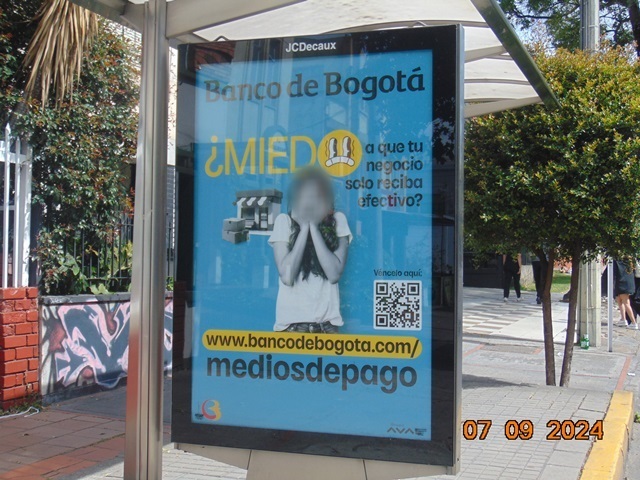 JCDecaux
Banco de Bogotá
¿MIEDO a que tu
negocio
solo reciba
efectivo?
Véncelo aquí:
www.bancodebogota.com/
mediosdepago
AVAL
07 09 2024